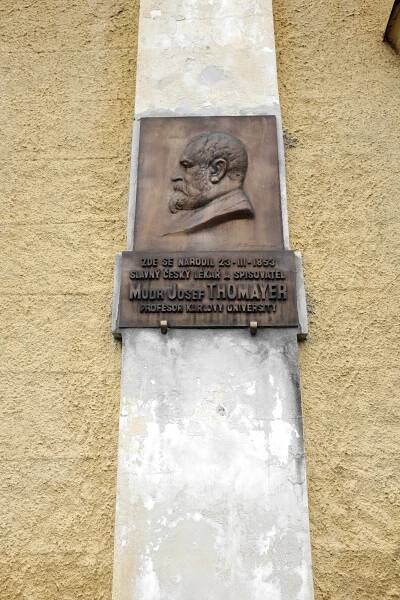 ZDE SE NARODIL 23-III-1853
SLAVNÝ ČESKÝ LÉKAŘ A SPISOVATEL
MUDR JOSEF THOMAYER
PROFESOR KARLOVY UNIVERSITY